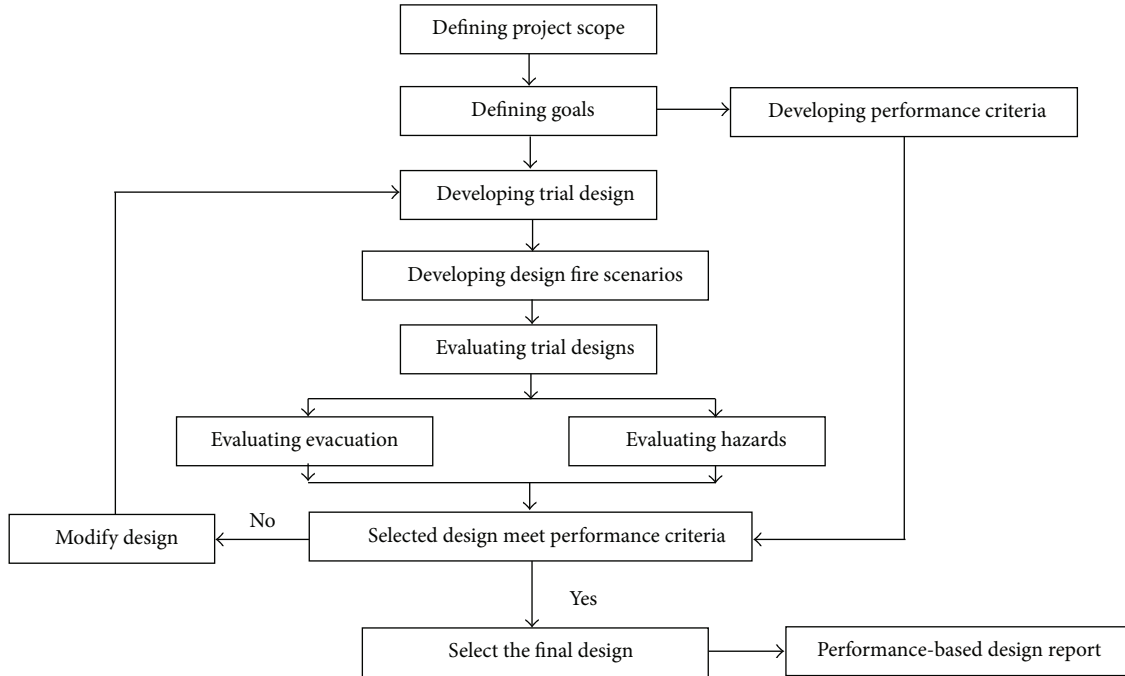 Defining project scope
Defining goals
Developing performance criteria
Developing trial design
Developing design fire scenarios
Evaluating trial designs
Evaluating evacuation
Evaluating hazards
Modify design
No
Selected design meet performance criteria
Yes
Select the final design
Performance-based design report